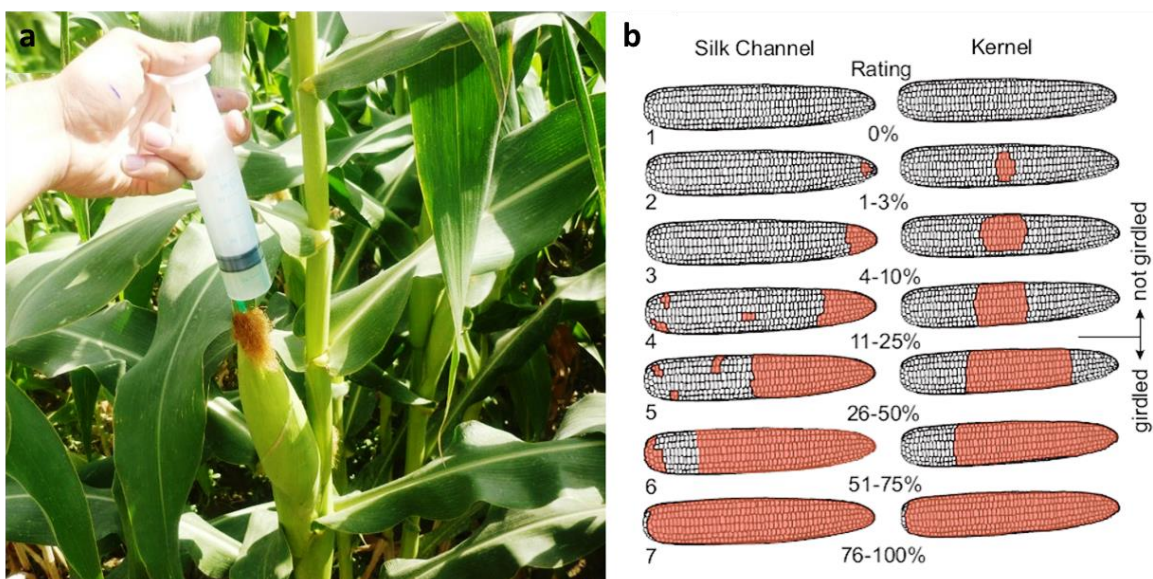 a
b
Silk Channel
Kernel
Rating
1
0%
2
1-3%
3
4-10%
4
11-25%
5
26-50%
6
51-75%
7
76-100%
not girdled
girdled